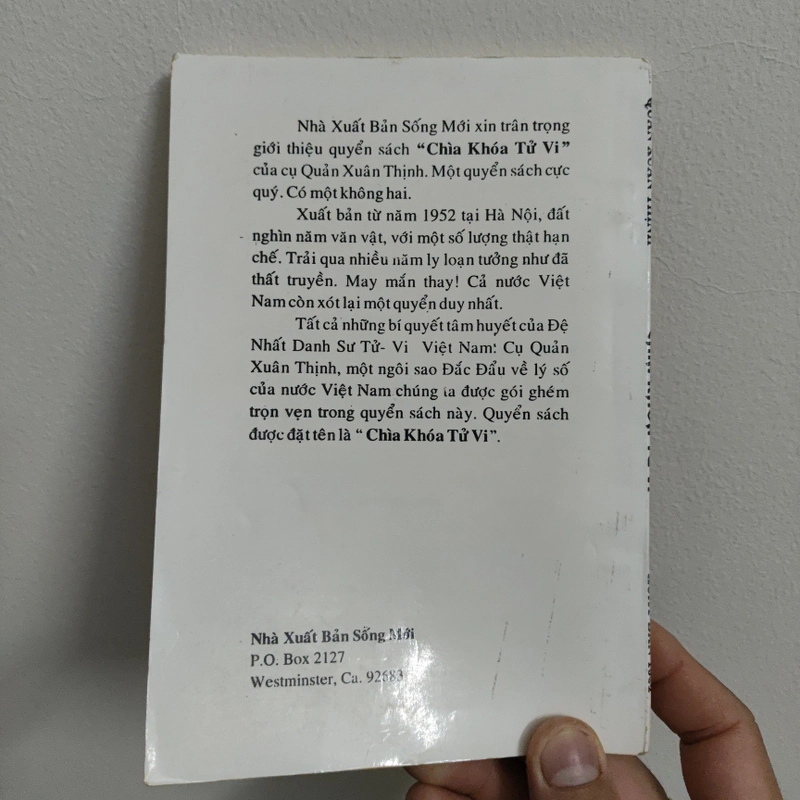 Nhà Xuất Bản Sống Mới xin trân trọng
giới thiệu quyển sách “Chìa Khóa Tử Vi”
của cụ Quản Xuân Thịnh. Một quyển sách cực
quý. Có một không hai.
Xuất bản từ năm 1952 tại Hà Nội, đất
nghìn năm văn vật, với một số lượng thật hạn
chế. Trải qua nhiều năm ly loạn tưởng như đã
thất truyền. May mắn thay! Cả nước Việt
Nam còn xót lại một quyển duy nhất.
Tất cả những bí quyết tâm huyết của Đệ
Nhất Danh Sư Tử- Vi Việt Nam: Cụ Quản
Xuân Thịnh, một ngôi sao Đắc Đẩu về lý số
của nước Việt Nam chúng ta được gói ghém
trọn vẹn trong quyển sách này. Quyển sách
được đặt tên là “ Chìa Khóa Tử Vi”.
Nhà Xuất Bản Sống Mới
P.O. Box 2127
Westminster, Ca. 92683